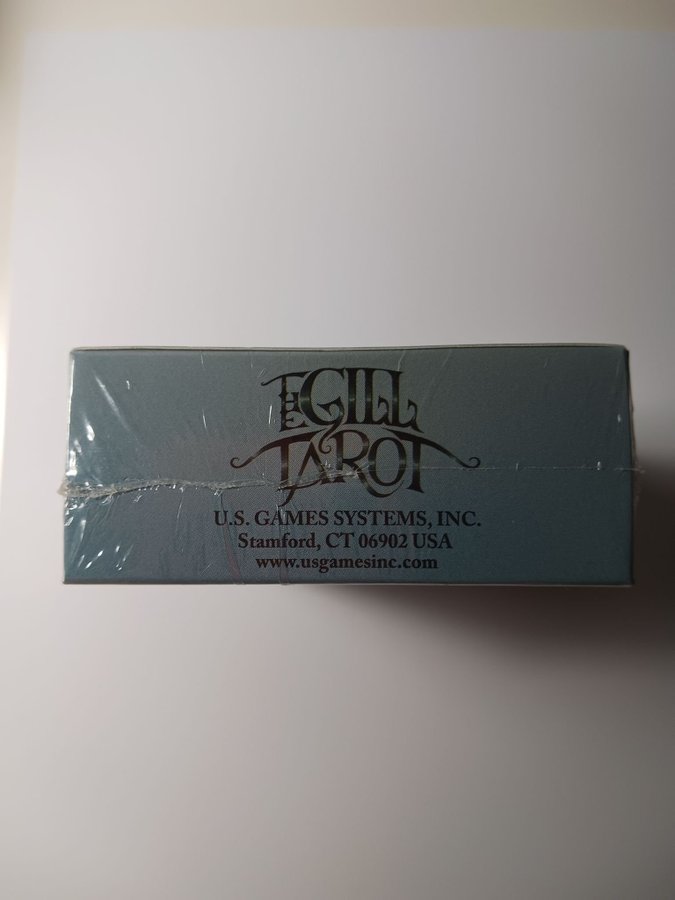 THE GILL
TAROT
U.S. GAMES SYSTEMS, INC.
Stamford, CT 06902 USA
www.usgamesinc.com